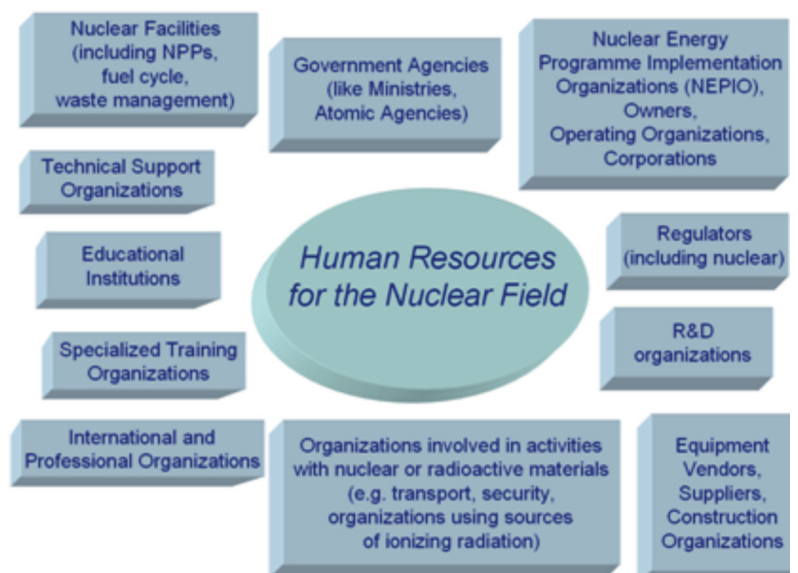 Nuclear Facilities
(including NPPs,
fuel cycle,
waste management)
Government Agencies
(like Ministries,
Atomic Agencies)
Nuclear Energy
Programme Implementation
Organizations (NEPIO),
Owners,
Operating Organizations,
Corporations
Technical Support
Organizations
Educational
Institutions
Human Resources
for the Nuclear Field
Regulators
(including nuclear)
R&D
organizations
Specialized Training
Organizations
International and
Professional Organizations
Organizations involved in activities
with nuclear or radioactive materials
(e.g. transport, security,
organizations using sources
of ionizing radiation)
Equipment
Vendors,
Suppliers,
Construction
Organizations